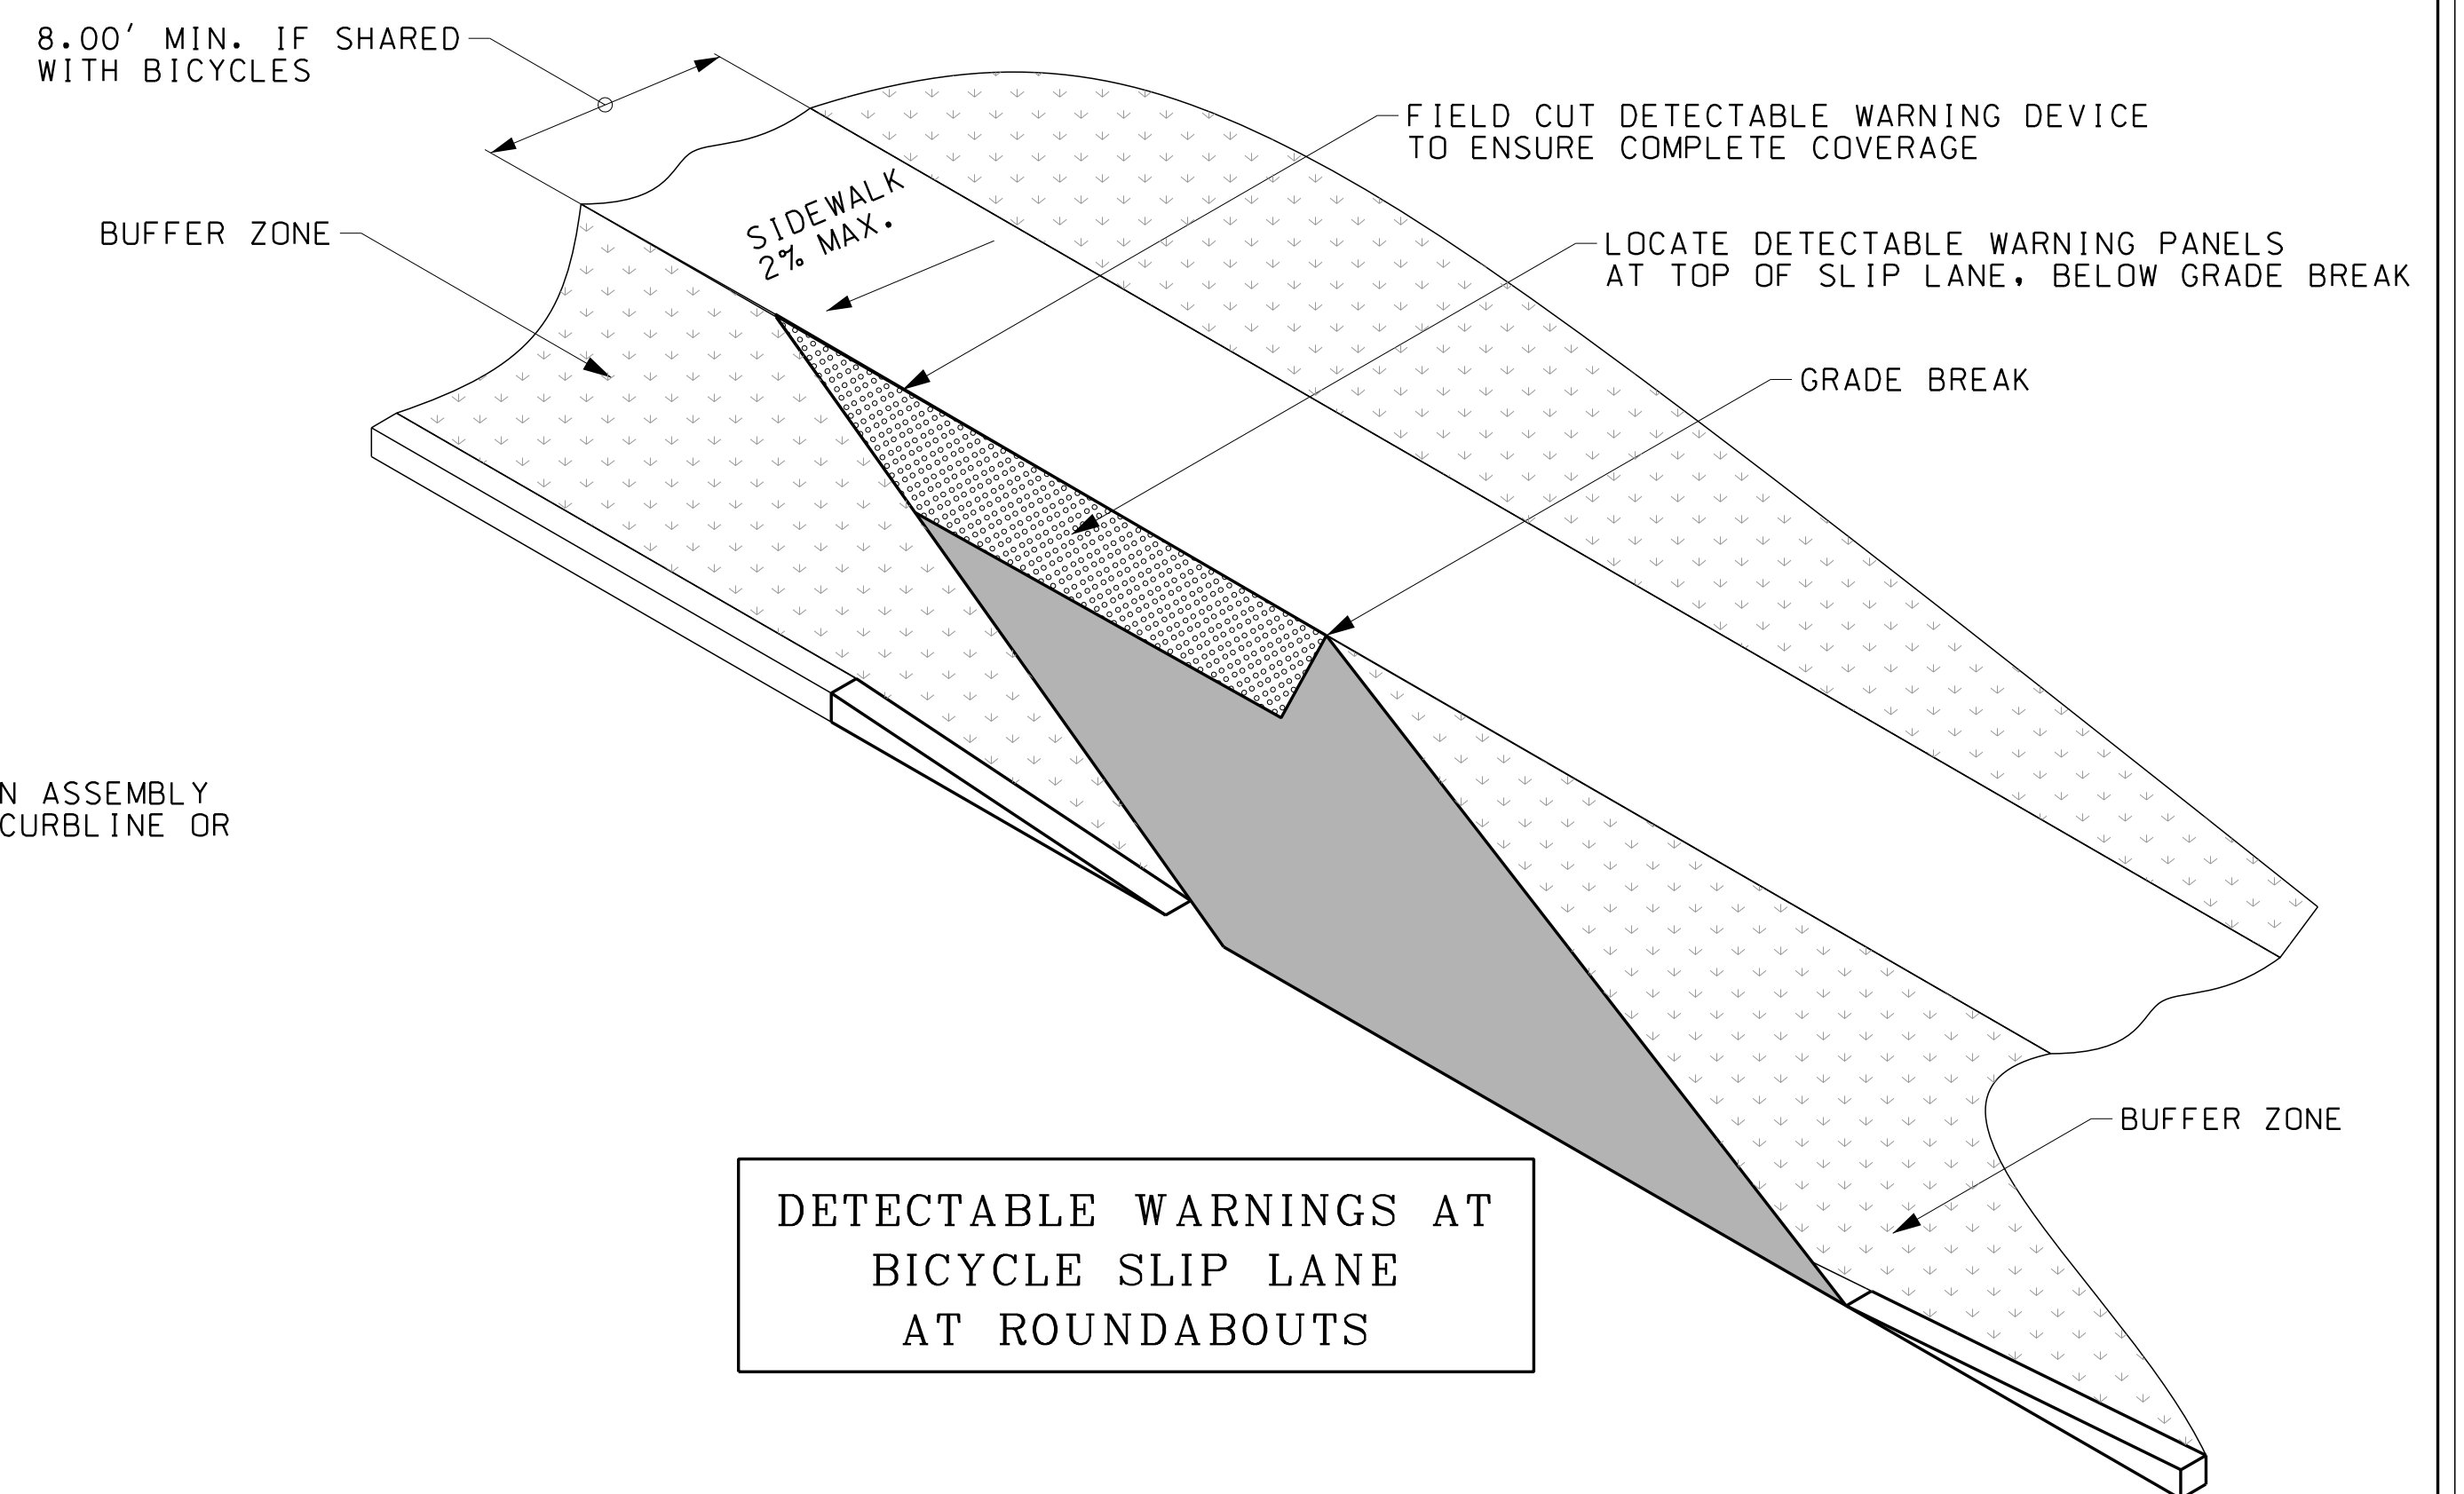 8.00' MIN. IF SHARED
WITH BICYCLES
BUFFER ZONE
SIDEWALK
2% MAX.
FIELD CUT DETECTABLE WARNING DEVICE
TO ENSURE COMPLETE COVERAGE
LOCATE DETECTABLE WARNING PANELS
AT TOP OF SLIP LANE, BELOW GRADE BREAK
GRADE BREAK
N ASSEMBLY
CURBLINE OR
BUFFER ZONE
DETECTABLE WARNINGS AT
BICYCLE SLIP LANE
AT ROUNDABOUTS